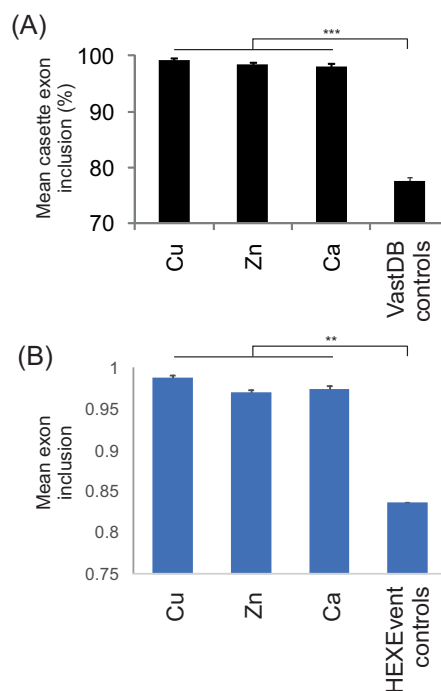 (A)
Mean casette exon
inclusion (%)
100
90
80
70
***
Cu
Zn
Ca
VastDB
controls
(B)
Mean exon
inclusion
1
0.95
0.9
0.85
0.8
0.75
**
Cu
Zn
Ca
HEXEvent
controls